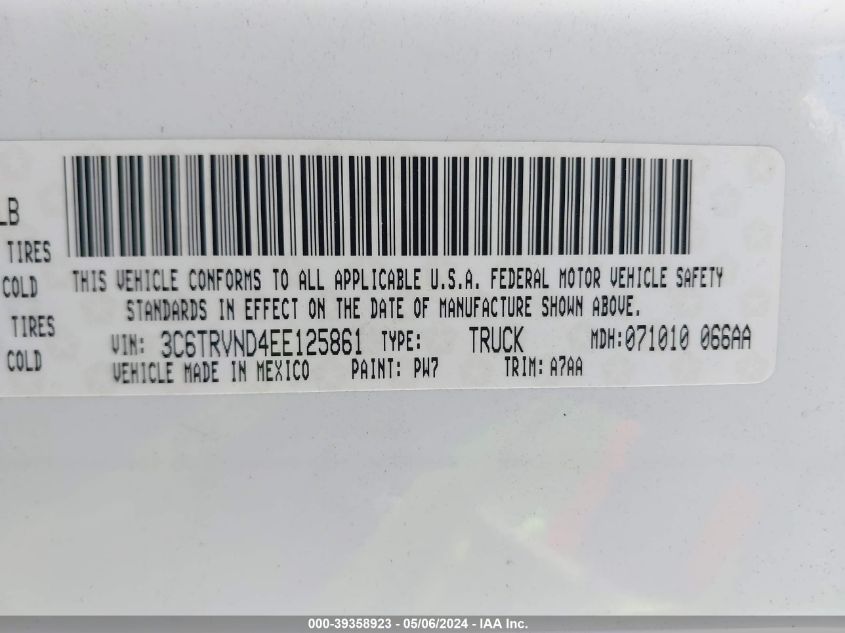 LB
TIRES
COLD
TIRES
COLD
THIS VEHICLE CONFORMS TO ALL APPLICABLE U.S.A. FEDERAL MOTOR VEHICLE SAFETY
STANDARDS IN EFFECT ON THE DATE OF MANUFACTURE SHOWN ABOVE.
VIN: 3C6TRVND4EE125861 TYPE: TRUCK MDH:071010 066AA
VEHICLE MADE IN MEXICO PAINT: PW7 TRIM: A7AA
000-39358923 - 05/06/2024 - IAA Inc.